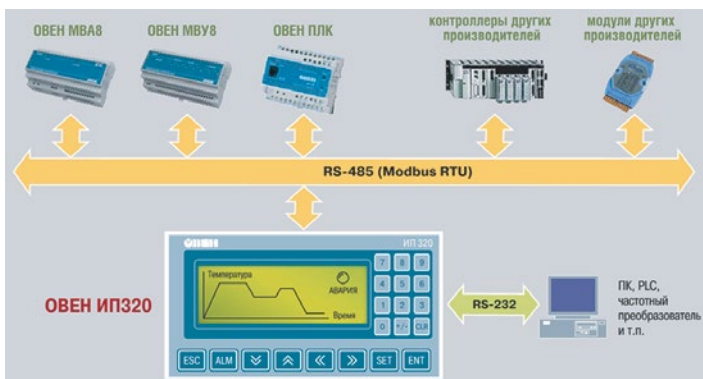 ОВЕН МВА8
ОВЕН МВУ8
ОВЕН ПЛК
контроллеры других
производителей
модули других
производителей
RS-485 (Modbus RTU)
ОВЕН
ИП 320
Температура
АВАРИЯ
Время
7 8 9
4 5 6
1 2 3
0 +/- CLR
ESC ALM SET ENT
ОВЕН ИП320
RS-232
ПК, PLC,
частотный
преобразователь
и т.п.